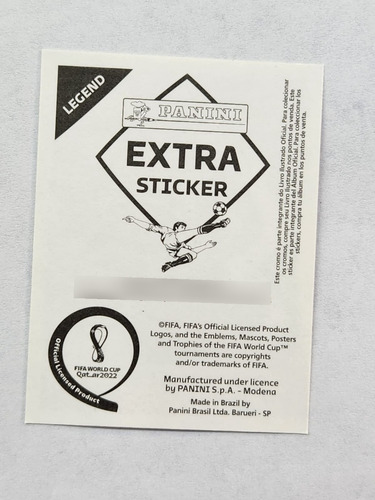 LEGEND
PANINI
EXTRA
STICKER
Este cromo é parte integrante do Livro Ilustrado Oficial. Para colecionar
os cromos, compre seu Livro Ilustrado nos pontos de venda. Este
sticker es parte integrante del Álbum Oficial. Para coleccionar los
stickers, compra tu álbum en los puntos de venta.
©FIFA, FIFA's Official Licensed Product
Logos, and the Emblems, Mascots, Posters
and Trophies of the FIFA World Cup™
tournaments are copyrights
and/or trademarks of FIFA.
FIFA WORLD CUP
Qatar2022
Official Licensed Product
Manufactured under licence
by PANINI S.p.A. - Modena
Made in Brazil by
Panini Brasil Ltda. Barueri - SP